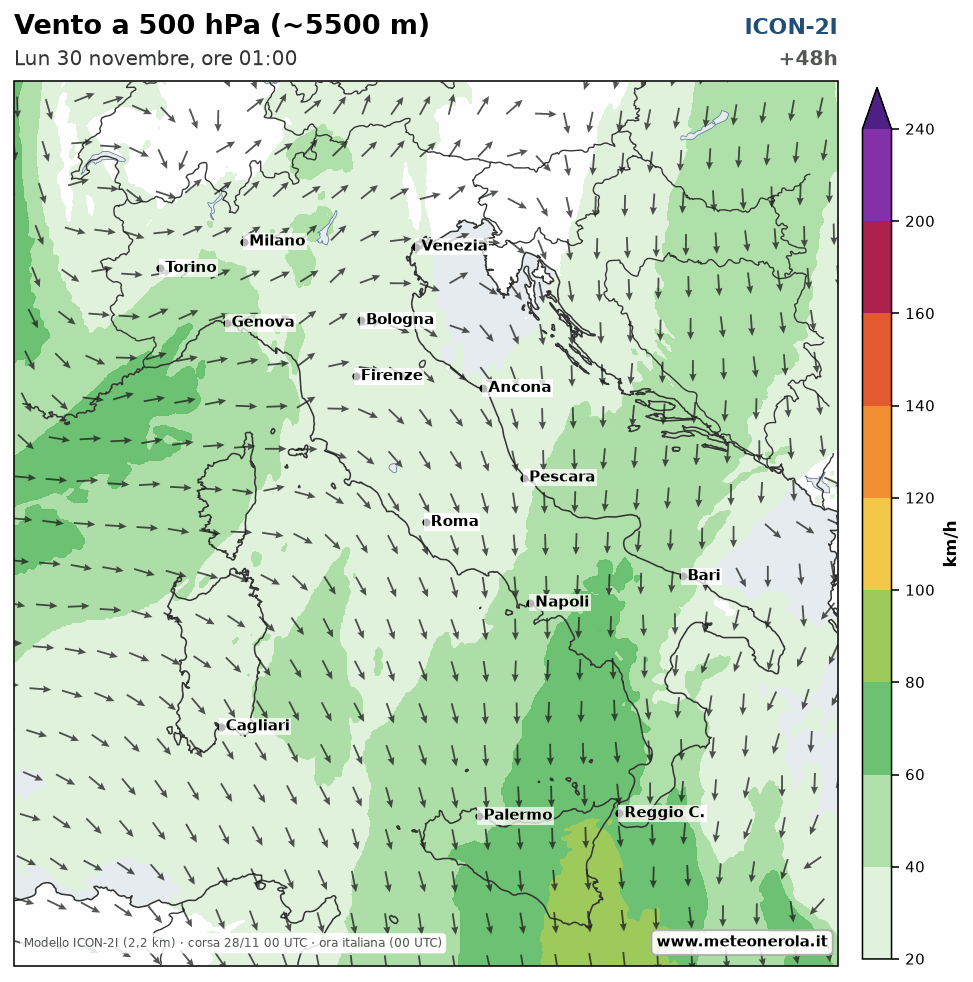 Vento a 500 hPa (~5500 m)
ICON-2I
Lun 30 novembre, ore 01:00
+48h
240
200
160
140
120
100
80
60
40
20
km/h
Milano
Venezia
Torino
Genova
Bologna
Firenze
Ancona
Pescara
Roma
Bari
Napoli
Cagliari
Palermo
Reggio C.
Modello ICON-2I (2,2 km) · corsa 28/11 00 UTC · ora italiana (00 UTC)
www.meteonerola.it